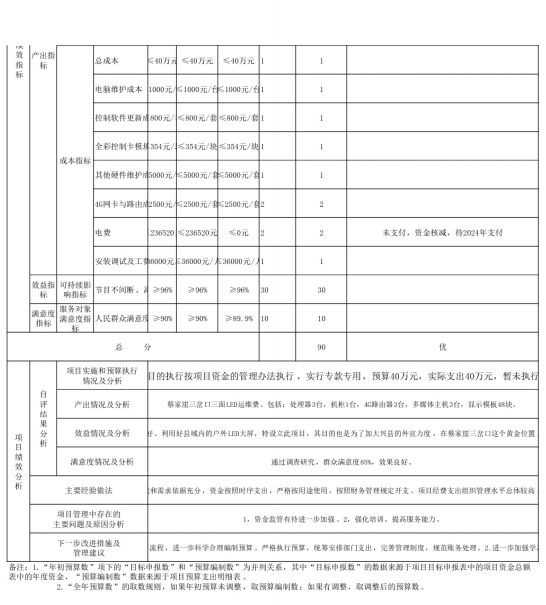 绩效指标
产出指标
成本指标
总成本 ≤40万元 ≤40万元 ≤40万元 1 1
电脑维护成本 1000元/台 ≤1000元/台 ≤1000元/台 1 1
控制软件更新成 800元/套 ≤800元/套 ≤800元/套 1 1
全彩控制卡模块 354元/块 ≤354元/块 ≤354元/块 1 1
其他硬件维护成 5000元/套 ≤5000元/套 ≤5000元/套 1 1
4G网卡与路由成 2500元/套 ≤2500元/套 ≤2500元/套 2 2
电费 236520 ≤236520元 ≤0元 2 2 未支付，资金核减，待2024年支付
安装调试及工费 36000元/人 ≤36000元/人 ≤36000元/人 1 1
效益指标 可持续影响指标 节目不间断、高 ≥96% ≥96% ≥96% 30 30
满意度指标 服务对象满意度指标 人民群众满意度 ≥90% ≥90% ≥89.9% 10 10
总 分 90 优
项目绩效分析
自评结果分析
项目实施和预算执行情况及分析 目的执行按项目资金的管理办法执行，实行专款专用，预算40万元，实际支出40万元，暂未执行
产出情况及分析 蔡家崖三岔口三面LED运维费。包括：处理器3台，机柜1台，4G路由器3台，多媒体主机3台，显示模板48块。
效益情况及分析 好。利用好县域内的户外LED大屏，特设立此项目，其目的也是为了加大兴县的外宣力度，在蔡家崖三岔口这个黄金位置
满意度情况及分析 通过调查研究，群众满意度85%，效果良好。
主要经验做法 和需求依据充分，资金按照时序支出，严格按用途使用，按照财务管理规定开支。项目经费支出组织管理水平总体较高
项目管理中存在的主要问题及原因分析 1，资金监管有待进一步加强。2，强化培训，提高服务能力。
下一步改进措施及管理建议 流程，进一步科学合理编制预算。严格执行预算，统筹安排部门支出，完善管理制度，规范账务处理。2.进一步加强学
备注：1.“年初预算数”项下的“目标申报数”和“预算编制数”为并列关系，其中“目标申报数”的数据来源于项目目标申报表中的项目资金总额
表中的年度资金，“预算编制数”数据来源于项目预算支出明细表。
2.“全年预算数”的取数规则，如果年初预算未调整，取预算编制数；如果有调整，取调整后的预算数。